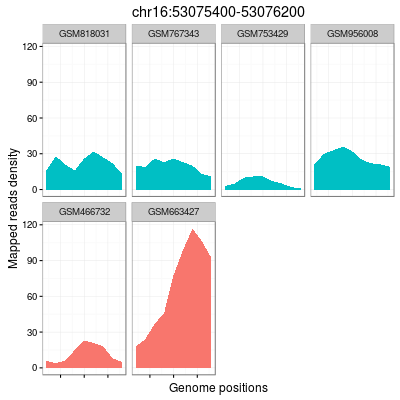 chr16:53075400-53076200
GSM818031 GSM767343 GSM753429 GSM956008
120
90
60
30
0
GSM466732 GSM663427
120
90
60
30
0
Mapped reads density
Genome positions